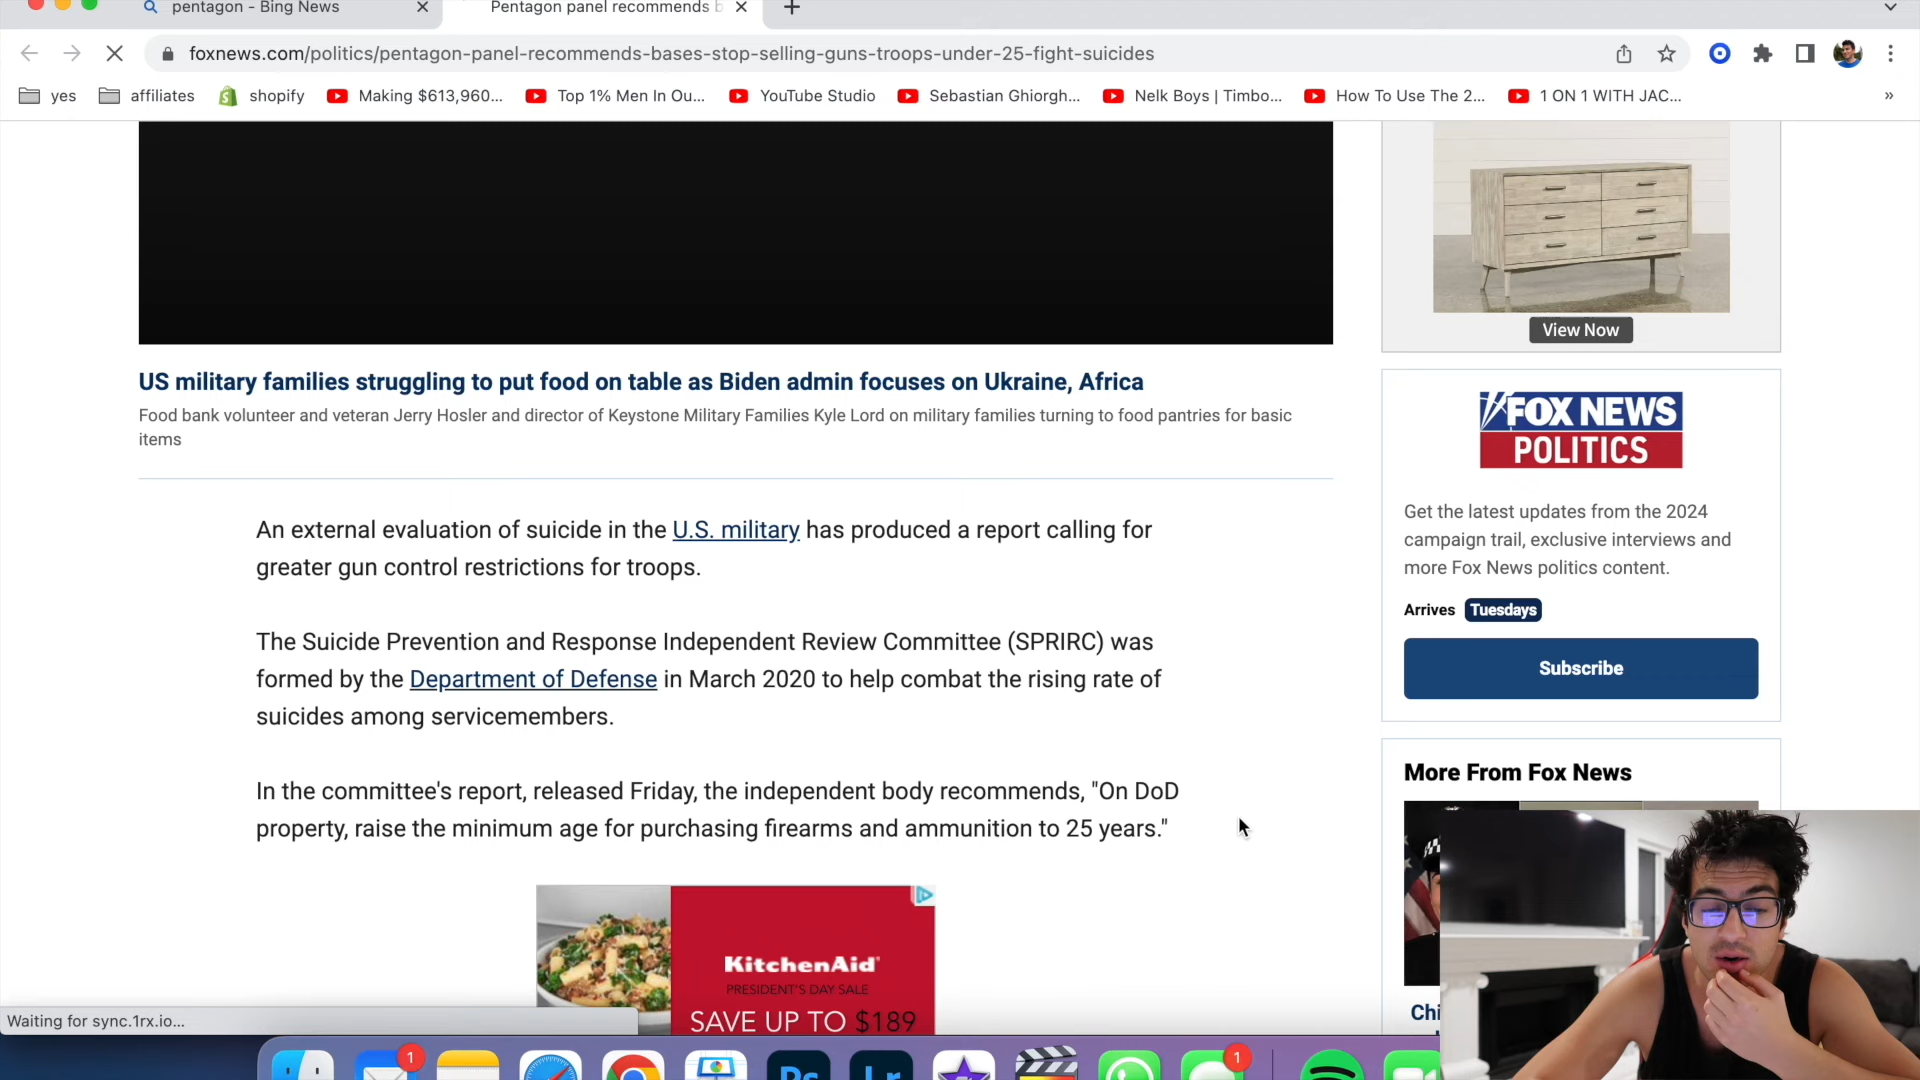 pentagon - Bing News
Pentagon panel recommends b
foxnews.com/politics/pentagon-panel-recommends-bases-stop-selling-guns-troops-under-25-fight-suicides
yes
affiliates
shopify
Making $613,960...
Top 1% Men In Ou...
YouTube Studio
Sebastian Ghiorgh...
Nelk Boys | Timbo...
How To Use The 2...
1 ON 1 WITH JAC...
»
View Now
US military families struggling to put food on table as Biden admin focuses on Ukraine, Africa
Food bank volunteer and veteran Jerry Hosler and director of Keystone Military Families Kyle Lord on military families turning to food pantries for basic
items
An external evaluation of suicide in the U.S. military has produced a report calling for
greater gun control restrictions for troops.
The Suicide Prevention and Response Independent Review Committee (SPRIRC) was
formed by the Department of Defense in March 2020 to help combat the rising rate of
suicides among servicemembers.
In the committee's report, released Friday, the independent body recommends, "On DoD
property, raise the minimum age for purchasing firearms and ammunition to 25 years."
KitchenAid
PRESIDENT'S DAY SALE
SAVE UP TO $189
FOX NEWS
POLITICS
Get the latest updates from the 2024
campaign trail, exclusive interviews and
more Fox News politics content.
Arrives Tuesdays
Subscribe
More From Fox News
Chi
Waiting for sync.1rx.io...
1
Ps
Lr
1